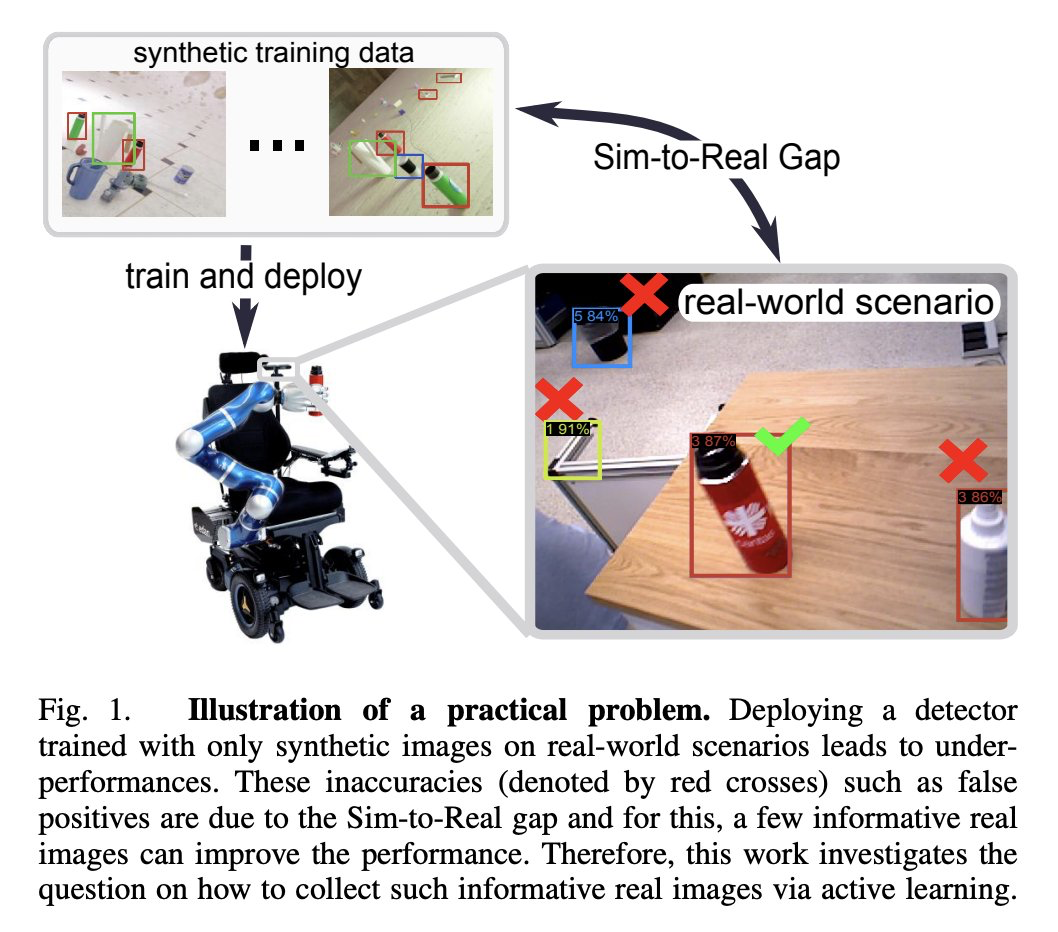 synthetic training data
Sim-to-Real Gap
train and deploy
real-world scenario
5 84%
1 91%
3 87%
3 86%
Fig. 1. Illustration of a practical problem. Deploying a detector
trained with only synthetic images on real-world scenarios leads to under-
performances. These inaccuracies (denoted by red crosses) such as false
positives are due to the Sim-to-Real gap and for this, a few informative real
images can improve the performance. Therefore, this work investigates the
question on how to collect such informative real images via active learning.